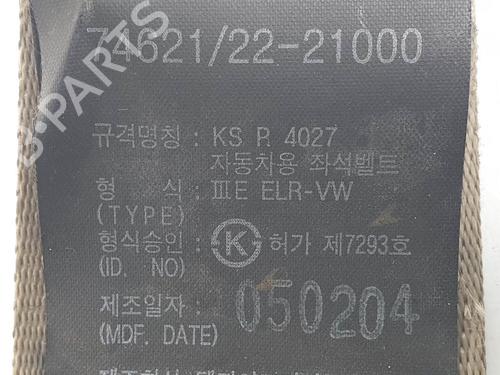 74621/22-21000
규격명칭 : KS R 4027
자동차용 좌석벨트
형 식 : ⅢE ELR-VW
(TYPE)
형식승인 : K 허가 제7293호
(ID. NO)
제조일자 : 050204
(MDF. DATE)
B-PARTS